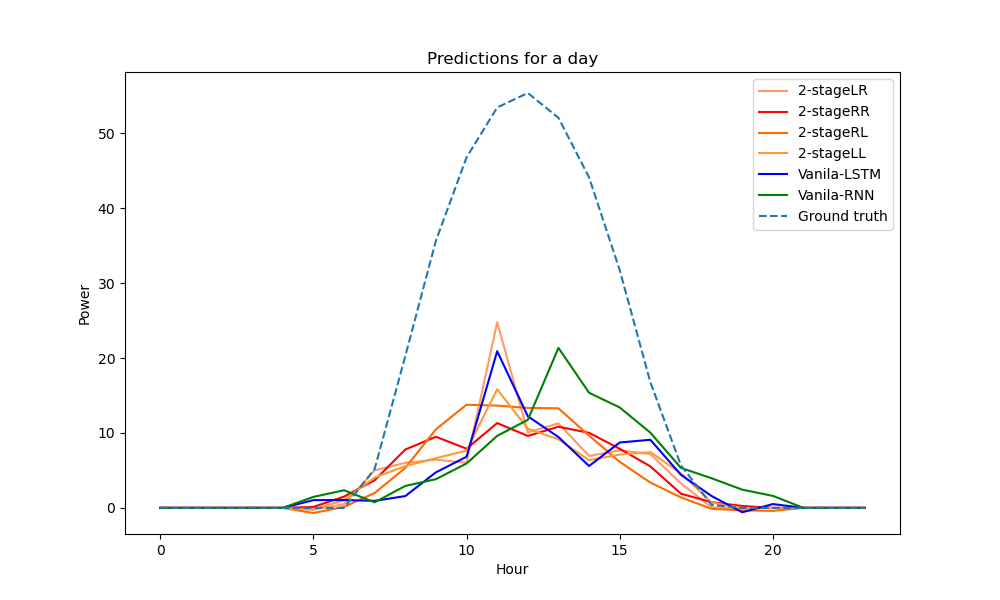 Predictions for a day
2-stageLR
2-stageRR
2-stageRL
2-stageLL
Vanila-LSTM
Vanila-RNN
Ground truth
Power
50
40
30
20
10
0
0 5 10 15 20
Hour